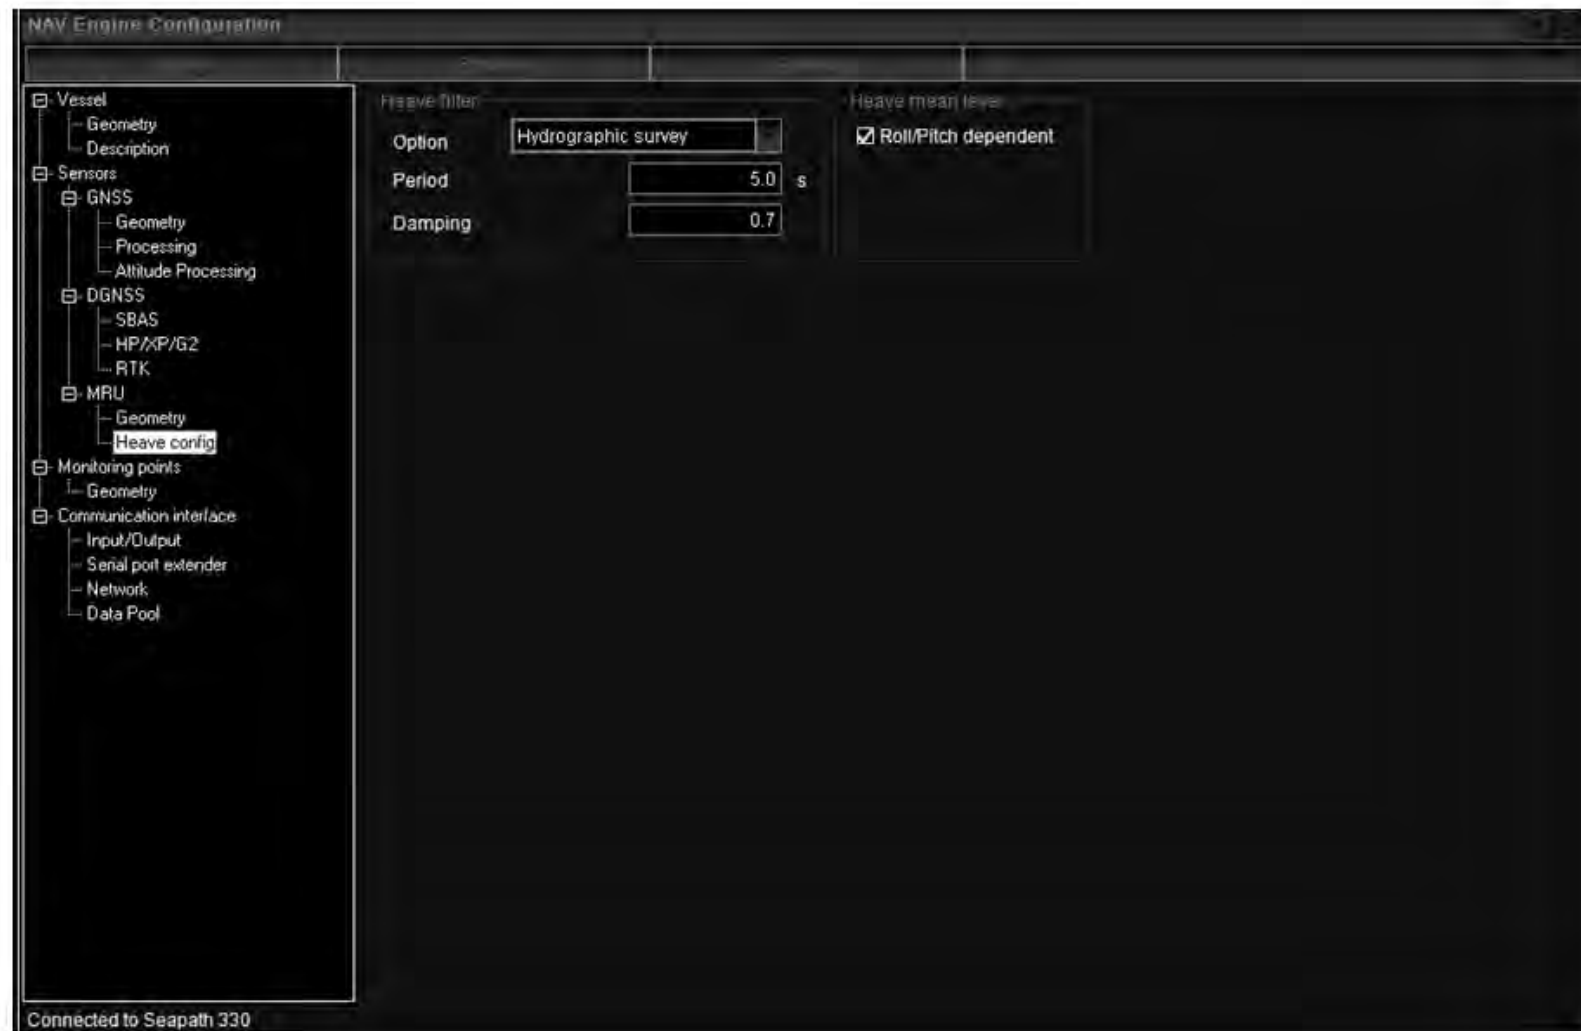 NAV Engine Configuration
Vessel
Geometry
Description
Sensors
GNSS
Geometry
Processing
Attitude Processing
DGNSS
SBAS
HP/XP/G2
RTK
MRU
Geometry
Heave config
Monitoring points
Geometry
Communication interface
Input/Output
Serial port extender
Network
Data Pool
Heave filter
Option Hydrographic survey
Period 5.0 s
Damping 0.7
Heave mean level
Roll/Pitch dependent
Connected to Seapath 330